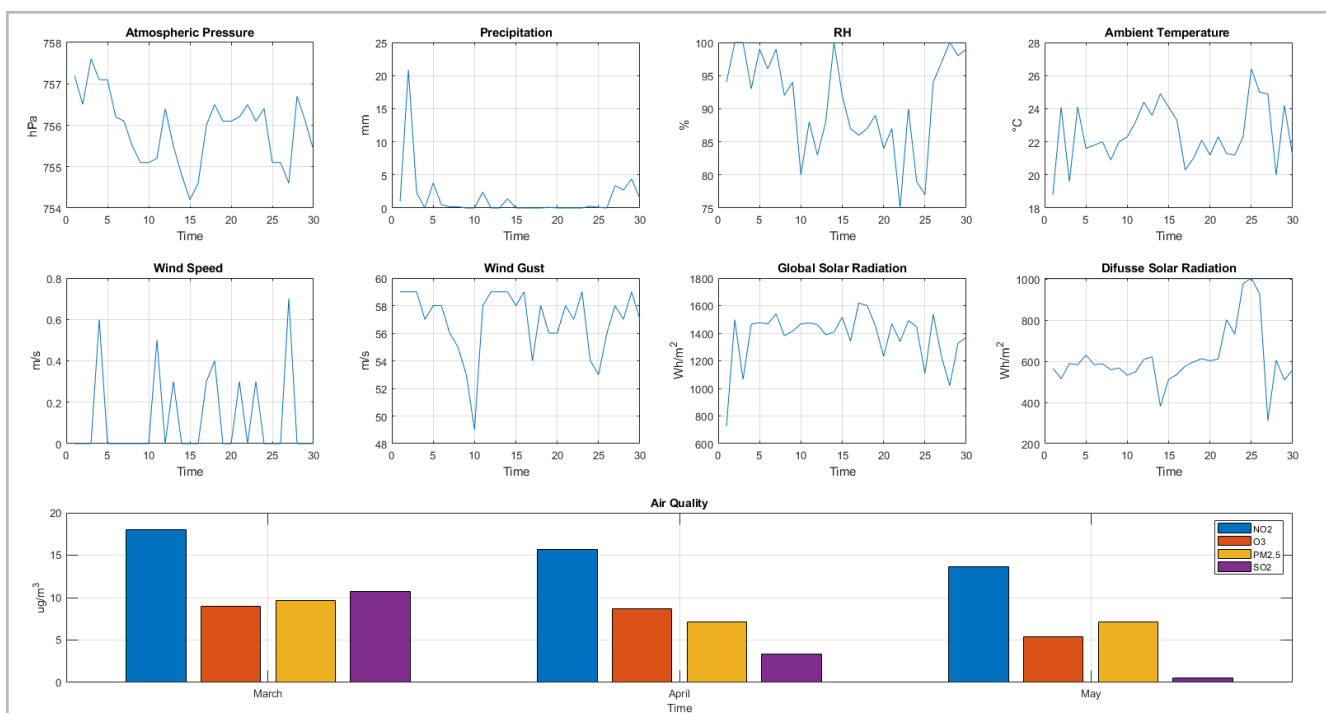 Atmospheric Pressure
758
757
756
755
754
hPa
0 5 10 15 20 25 30
Time
Precipitation
25
20
15
10
5
0
mm
0 5 10 15 20 25 30
Time
RH
100
95
90
85
80
75
%
0 5 10 15 20 25 30
Time
Ambient Temperature
28
26
24
22
20
18
°C
0 5 10 15 20 25 30
Time
Wind Speed
0.8
0.6
0.4
0.2
0
m/s
0 5 10 15 20 25 30
Time
Wind Gust
60
58
56
54
52
50
48
m/s
0 5 10 15 20 25 30
Time
Global Solar Radiation
1800
1600
1400
1200
1000
800
600
Wh/m²
0 5 10 15 20 25 30
Time
Difusse Solar Radiation
1000
800
600
400
200
Wh/m²
0 5 10 15 20 25 30
Time
Air Quality
20
15
10
5
0
ug/m³
NO2
O3
PM2.5
SO2
March April May
Time